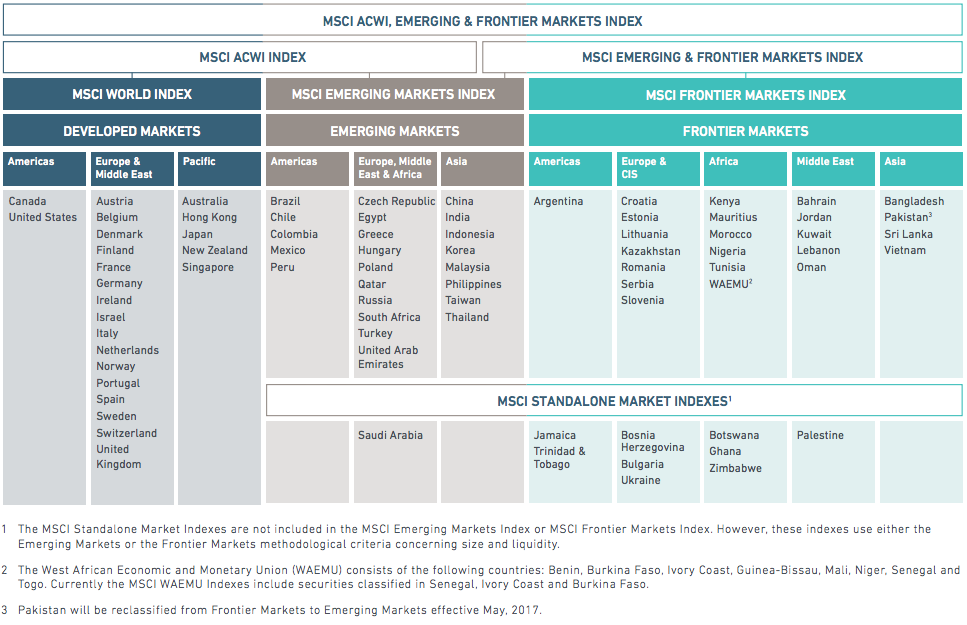 MSCI ACWI, EMERGING & FRONTIER MARKETS INDEX
MSCI ACWI INDEX
MSCI EMERGING & FRONTIER MARKETS INDEX
MSCI WORLD INDEX
MSCI EMERGING MARKETS INDEX
MSCI FRONTIER MARKETS INDEX
DEVELOPED MARKETS
EMERGING MARKETS
FRONTIER MARKETS
Americas
Canada
United States
Europe &
Middle East
Austria
Belgium
Denmark
Finland
France
Germany
Ireland
Israel
Italy
Netherlands
Norway
Portugal
Spain
Sweden
Switzerland
United
Kingdom
Pacific
Australia
Hong Kong
Japan
New Zealand
Singapore
Americas
Brazil
Chile
Colombia
Mexico
Peru
Europe, Middle
East & Africa
Czech Republic
Egypt
Greece
Hungary
Poland
Qatar
Russia
South Africa
Turkey
United Arab
Emirates
Asia
China
India
Indonesia
Korea
Malaysia
Philippines
Taiwan
Thailand
Americas
Argentina
Europe &
CIS
Croatia
Estonia
Lithuania
Kazakhstan
Romania
Serbia
Slovenia
Africa
Kenya
Mauritius
Morocco
Nigeria
Tunisia
WAEMU²
Middle East
Bahrain
Jordan
Kuwait
Lebanon
Oman
Asia
Bangladesh
Pakistan³
Sri Lanka
Vietnam
MSCI STANDALONE MARKET INDEXES¹
Saudi Arabia
Jamaica
Trinidad &
Tobago
Bosnia
Herzegovina
Bulgaria
Ukraine
Botswana
Ghana
Zimbabwe
Palestine
1 The MSCI Standalone Market Indexes are not included in the MSCI Emerging Markets Index or MSCI Frontier Markets Index. However, these indexes use either the
Emerging Markets or the Frontier Markets methodological criteria concerning size and liquidity.
2 The West African Economic and Monetary Union (WAEMU) consists of the following countries: Benin, Burkina Faso, Ivory Coast, Guinea-Bissau, Mali, Niger, Senegal and
Togo. Currently the MSCI WAEMU Indexes include securities classified in Senegal, Ivory Coast and Burkina Faso.
3 Pakistan will be reclassified from Frontier Markets to Emerging Markets effective May, 2017.